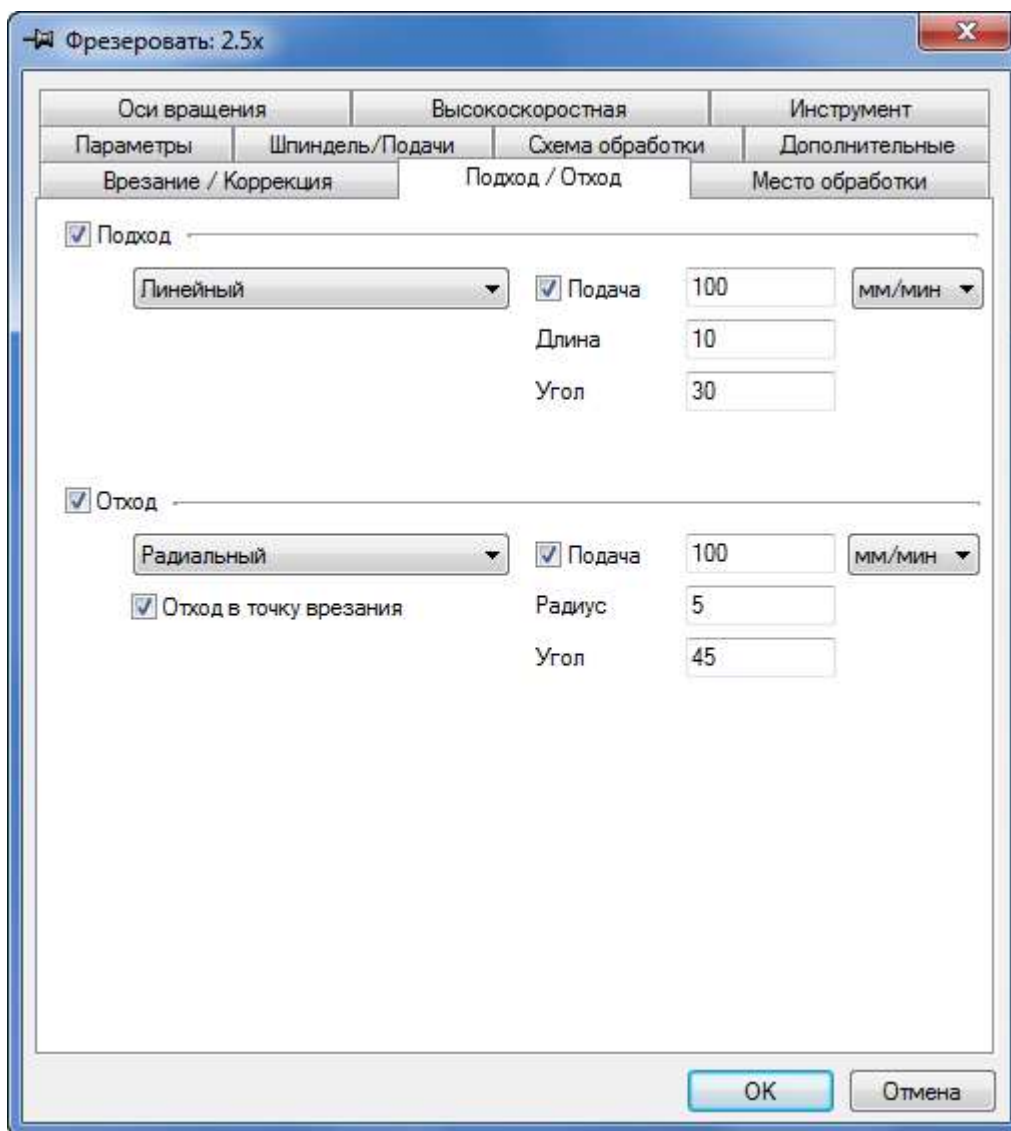 Фрезеровать: 2.5x
Оси вращения Высокоскоростная Инструмент
Параметры Шпиндель/Подачи Схема обработки Дополнительные
Врезание / Коррекция Подход / Отход Место обработки
Подход
Линейный Подача 100 мм/мин
Длина 10
Угол 30
Отход
Радиальный Подача 100 мм/мин
Отход в точку врезания Радиус 5
Угол 45
OK Отмена